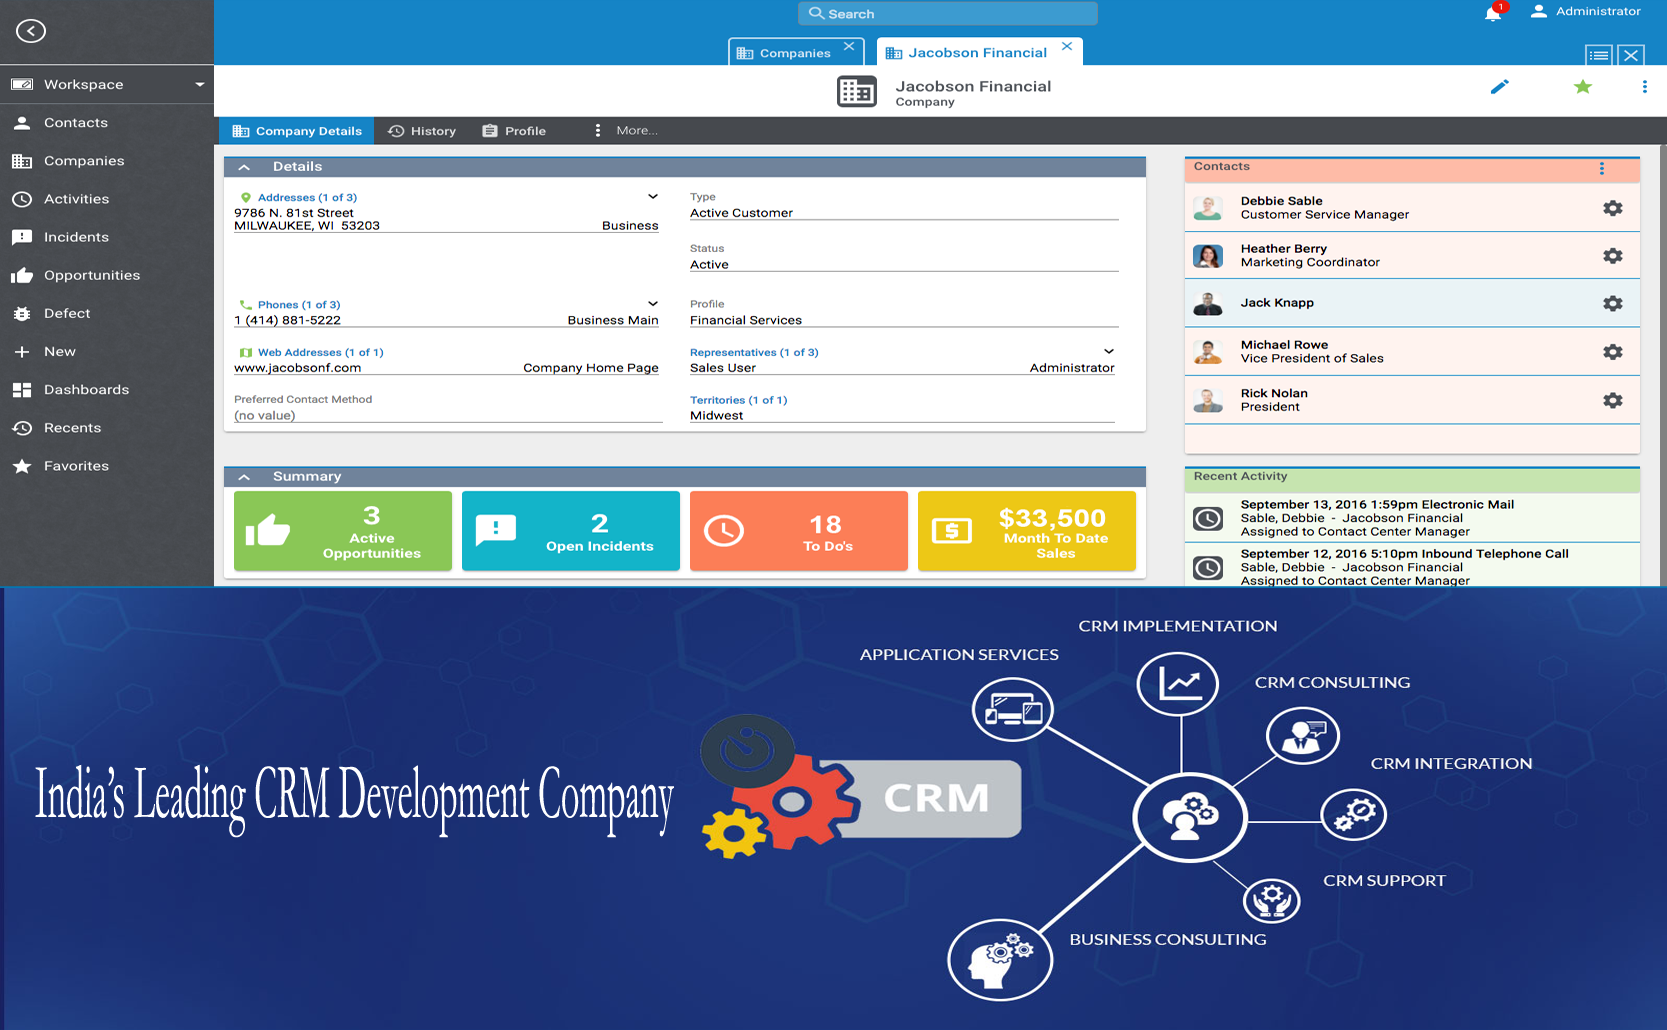 Search
1
Administrator
Companies
Jacobson Financial
Workspace
Contacts
Companies
Activities
Incidents
Opportunities
Defect
New
Dashboards
Recents
Favorites
Jacobson Financial
Company
Company Details
History
Profile
More...
Details
Addresses (1 of 3)
9786 N. 81st Street
MILWAUKEE, WI 53203
Business
Type
Active Customer
Status
Active
Phones (1 of 3)
1 (414) 881-5222
Business Main
Profile
Financial Services
Web Addresses (1 of 1)
www.jacobsonf.com
Company Home Page
Representatives (1 of 3)
Sales User
Administrator
Preferred Contact Method
(no value)
Territories (1 of 1)
Midwest
Contacts
Debbie Sable
Customer Service Manager
Heather Berry
Marketing Coordinator
Jack Knapp
Michael Rowe
Vice President of Sales
Rick Nolan
President
Summary
3
Active
Opportunities
2
Open Incidents
18
To Do's
$33,500
Month To Date
Sales
Recent Activity
September 13, 2016 1:59pm Electronic Mail
Sable, Debbie - Jacobson Financial
Assigned to Contact Center Manager
September 12, 2016 5:10pm Inbound Telephone Call
Sable, Debbie - Jacobson Financial
Assigned to Contact Center Manager
India's Leading CRM Development Company
CRM
CRM IMPLEMENTATION
APPLICATION SERVICES
CRM CONSULTING
CRM INTEGRATION
CRM SUPPORT
BUSINESS CONSULTING